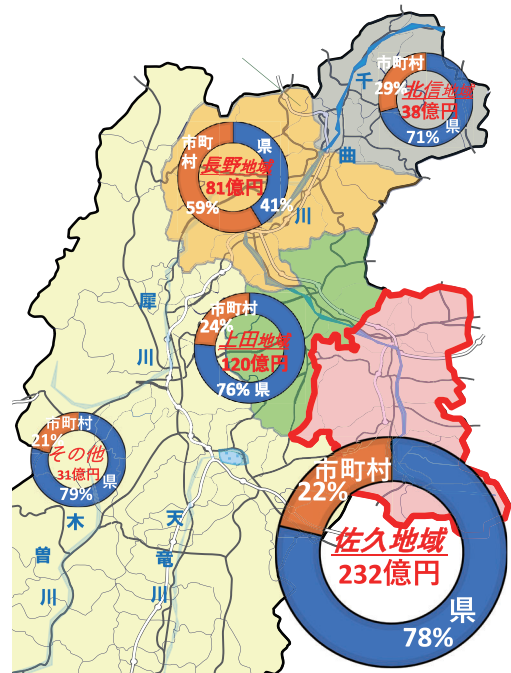 市町村
29%
北信地域
38億円
71%
県
千
曲
川
市町
村
県
長野地域
81億円
59%
41%
犀
川
市町村
24%
上田地域
120億円
76%
県
市町村
21%
その他
31億円
79%
県
木
曽
川
天
竜
川
市町村
22%
佐久地域
232億円
県
78%